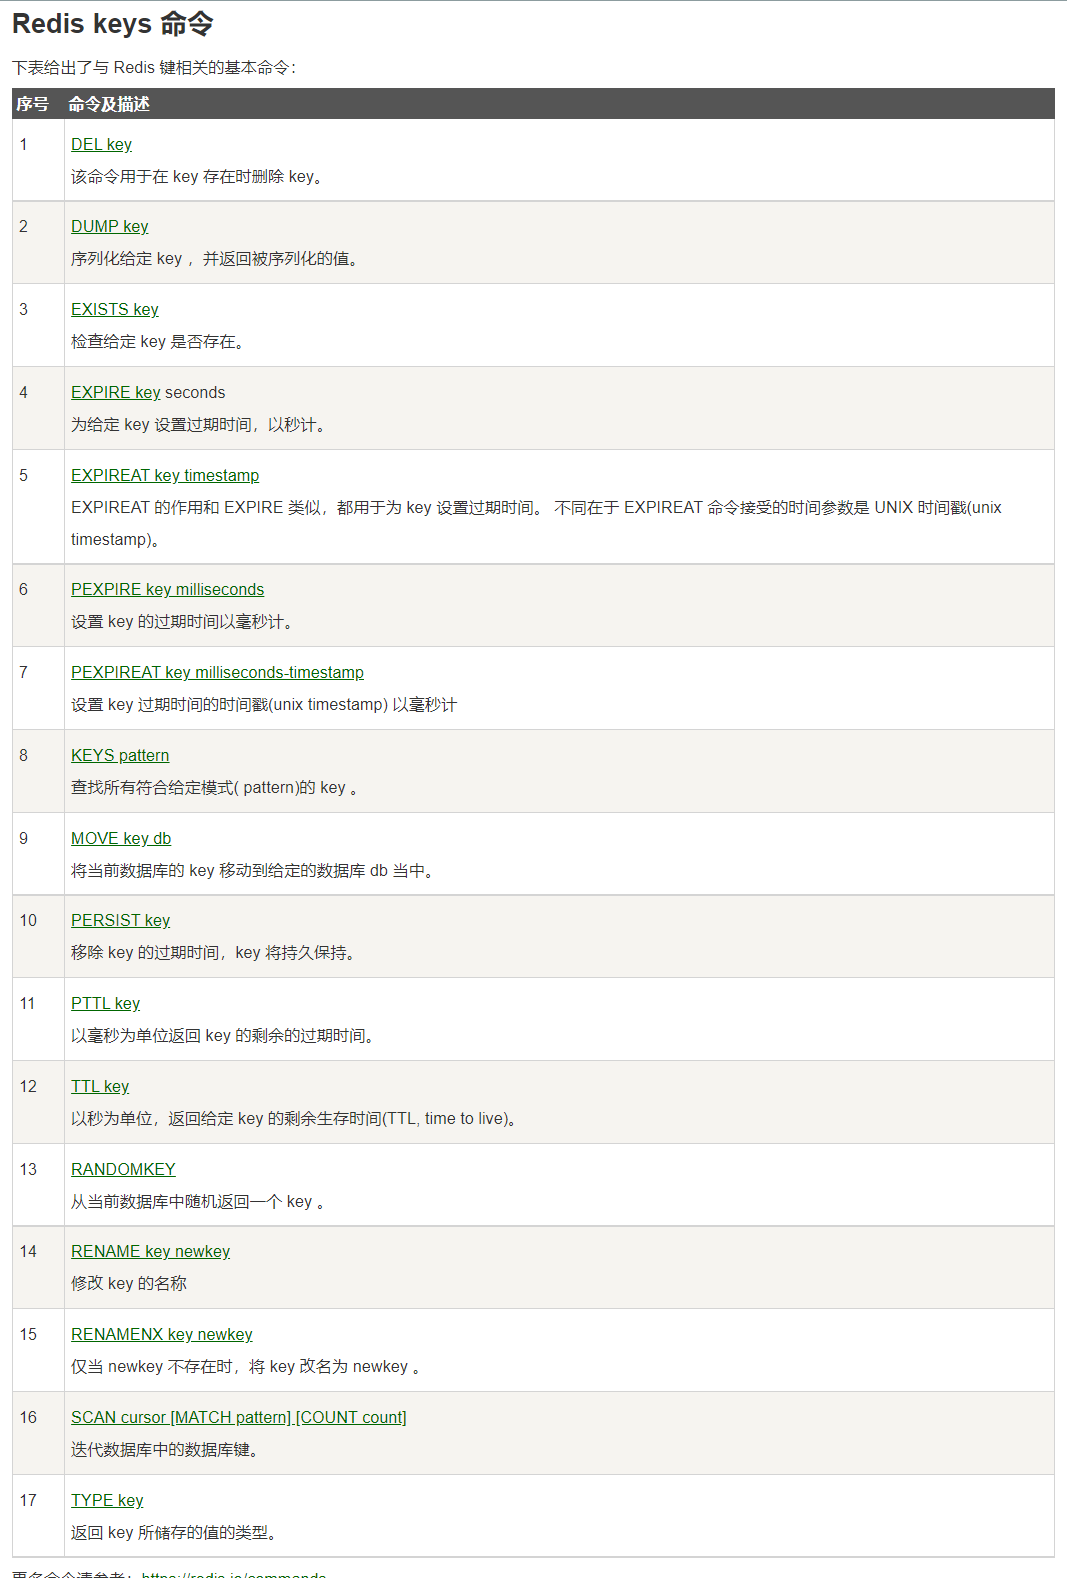 Redis keys 命令
下表给出了与 Redis 键相关的基本命令：
序号 命令及描述
1 DEL key
该命令用于在 key 存在时删除 key。
2 DUMP key
序列化给定 key ，并返回被序列化的值。
3 EXISTS key
检查给定 key 是否存在。
4 EXPIRE key seconds
为给定 key 设置过期时间，以秒计。
5 EXPIREAT key timestamp
EXPIREAT 的作用和 EXPIRE 类似，都用于为 key 设置过期时间。 不同在于 EXPIREAT 命令接受的时间参数是 UNIX 时间戳(unix
timestamp)。
6 PEXPIRE key milliseconds
设置 key 的过期时间以毫秒计。
7 PEXPIREAT key milliseconds-timestamp
设置 key 过期时间的时间戳(unix timestamp) 以毫秒计
8 KEYS pattern
查找所有符合给定模式( pattern)的 key 。
9 MOVE key db
将当前数据库的 key 移动到给定的数据库 db 当中。
10 PERSIST key
移除 key 的过期时间，key 将持久保持。
11 PTTL key
以毫秒为单位返回 key 的剩余的过期时间。
12 TTL key
以秒为单位，返回给定 key 的剩余生存时间(TTL, time to live)。
13 RANDOMKEY
从当前数据库中随机返回一个 key 。
14 RENAME key newkey
修改 key 的名称
15 RENAMENX key newkey
仅当 newkey 不存在时，将 key 改名为 newkey 。
16 SCAN cursor [MATCH pattern] [COUNT count]
迭代数据库中的数据库键。
17 TYPE key
返回 key 所储存的值的类型。
更多命令请参考：https://redis.io/commands